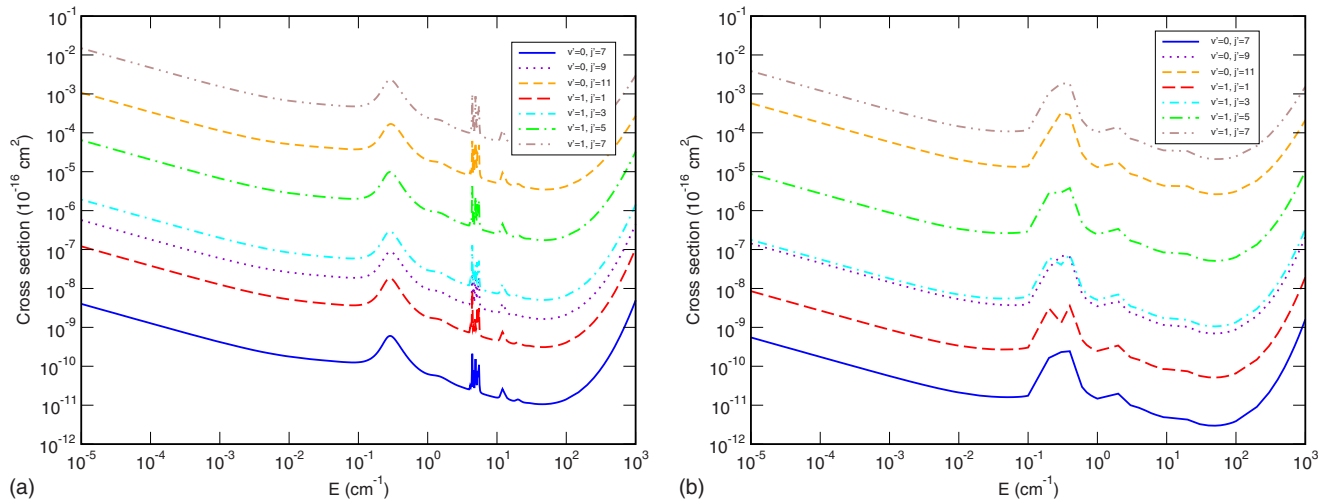 10^-1
10^-2
10^-3
10^-4
10^-5
10^-6
10^-7
10^-8
10^-9
10^-10
10^-11
10^-12
Cross section (10^-16 cm^2)
v'=0, j'=7
v'=0, j'=9
v'=0, j'=11
v'=1, j'=1
v'=1, j'=3
v'=1, j'=5
v'=1, j'=7
10^-5 10^-4 10^-3 10^-2 10^-1 10^0 10^1 10^2 10^3
E (cm^-1)
(a)
10^-1
10^-2
10^-3
10^-4
10^-5
10^-6
10^-7
10^-8
10^-9
10^-10
10^-11
10^-12
Cross section (10^-16 cm^2)
v'=0, j'=7
v'=0, j'=9
v'=0, j'=11
v'=1, j'=1
v'=1, j'=3
v'=1, j'=5
v'=1, j'=7
10^-5 10^-4 10^-3 10^-2 10^-1 10^0 10^1 10^2 10^3
E (cm^-1)
(b)